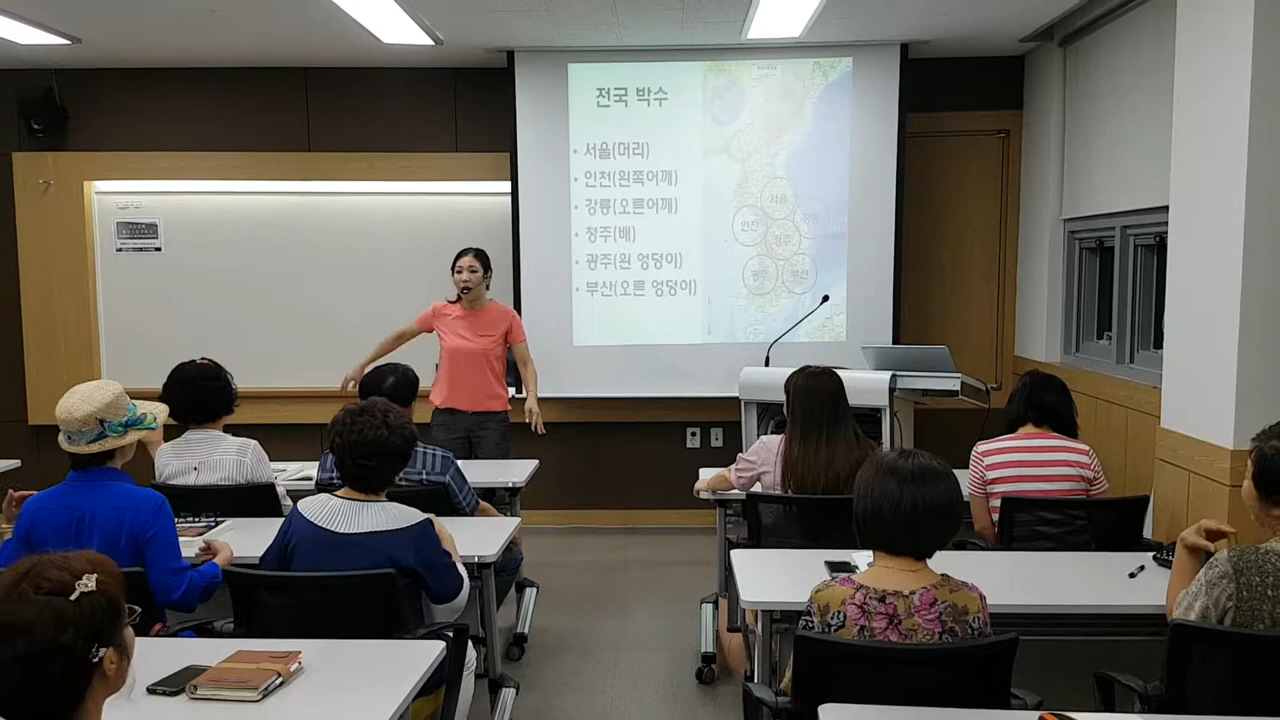 전국 박수
• 서울(머리)
• 인천(왼쪽어깨)
• 강릉(오른어깨)
• 청주(배)
• 광주(왼 엉덩이)
• 부산(오른 엉덩이)
서울
인천
강릉
청주
광주
부산